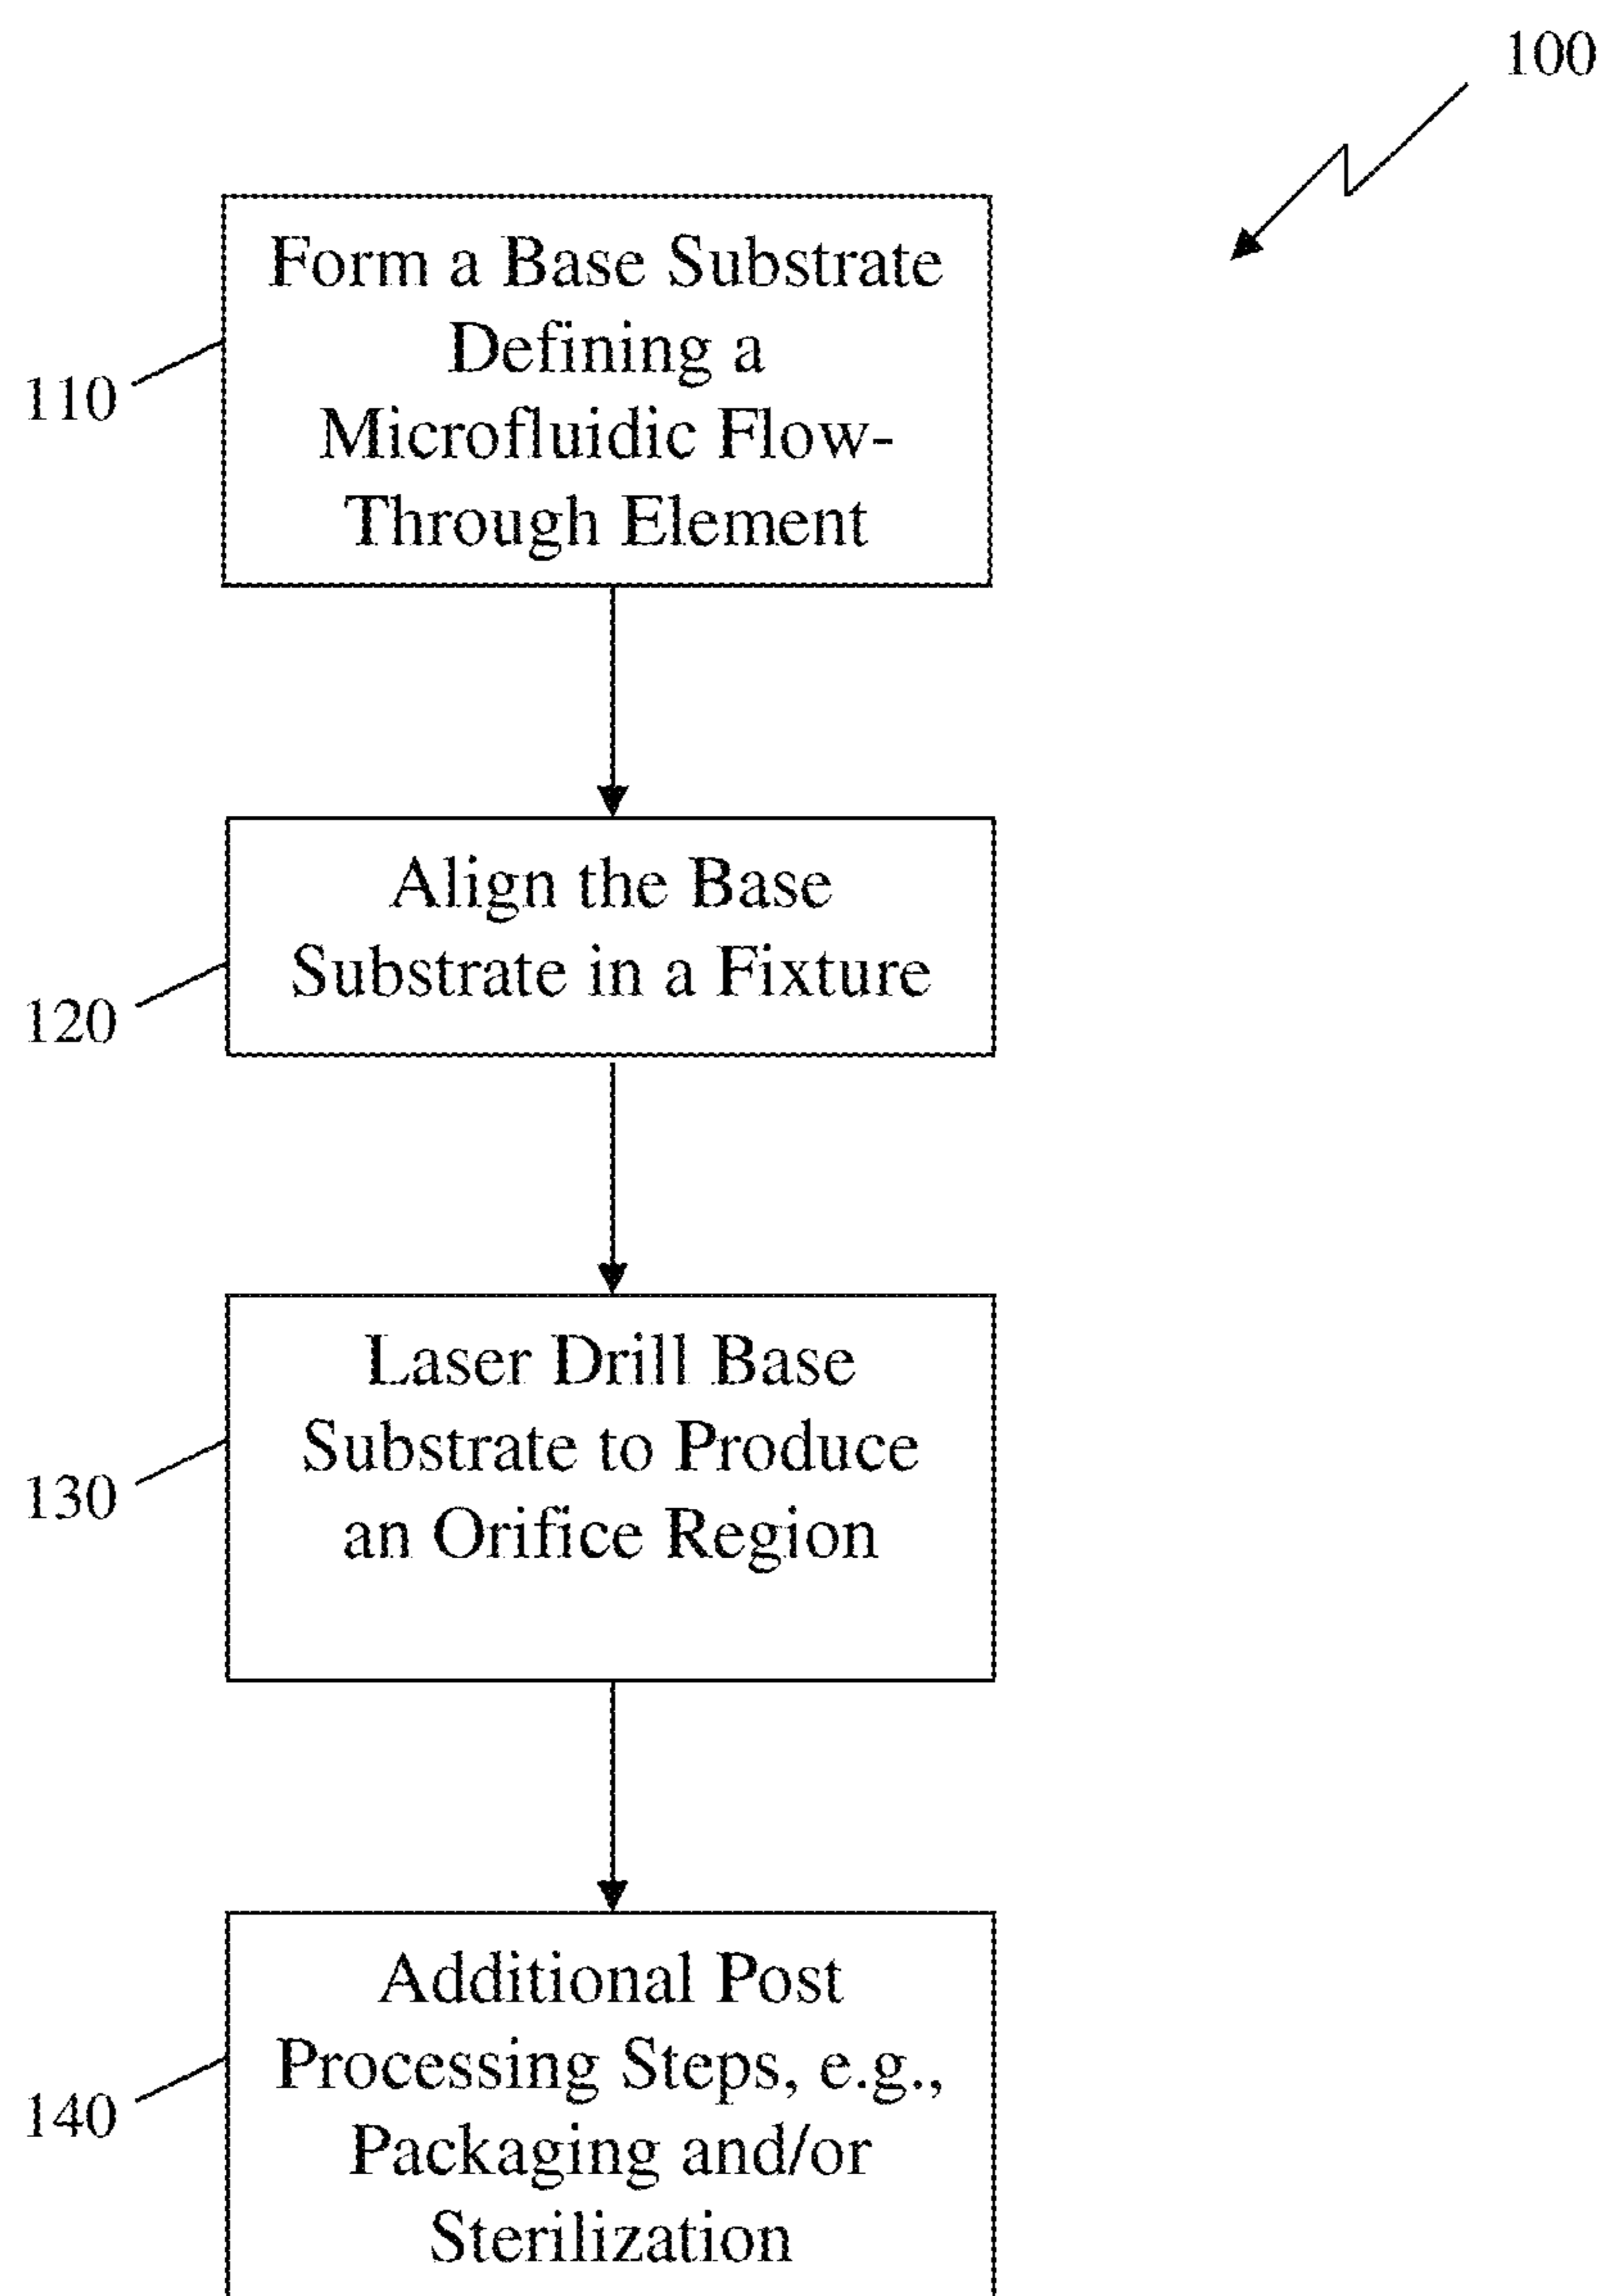 100
Form a Base Substrate
Defining a
Microfluidic Flow-
Through Element
110
Align the Base
Substrate in a Fixture
120
Laser Drill Base
Substrate to Produce
an Orifice Region
130
Additional Post
Processing Steps, e.g.,
Packaging and/or
Sterilization
140